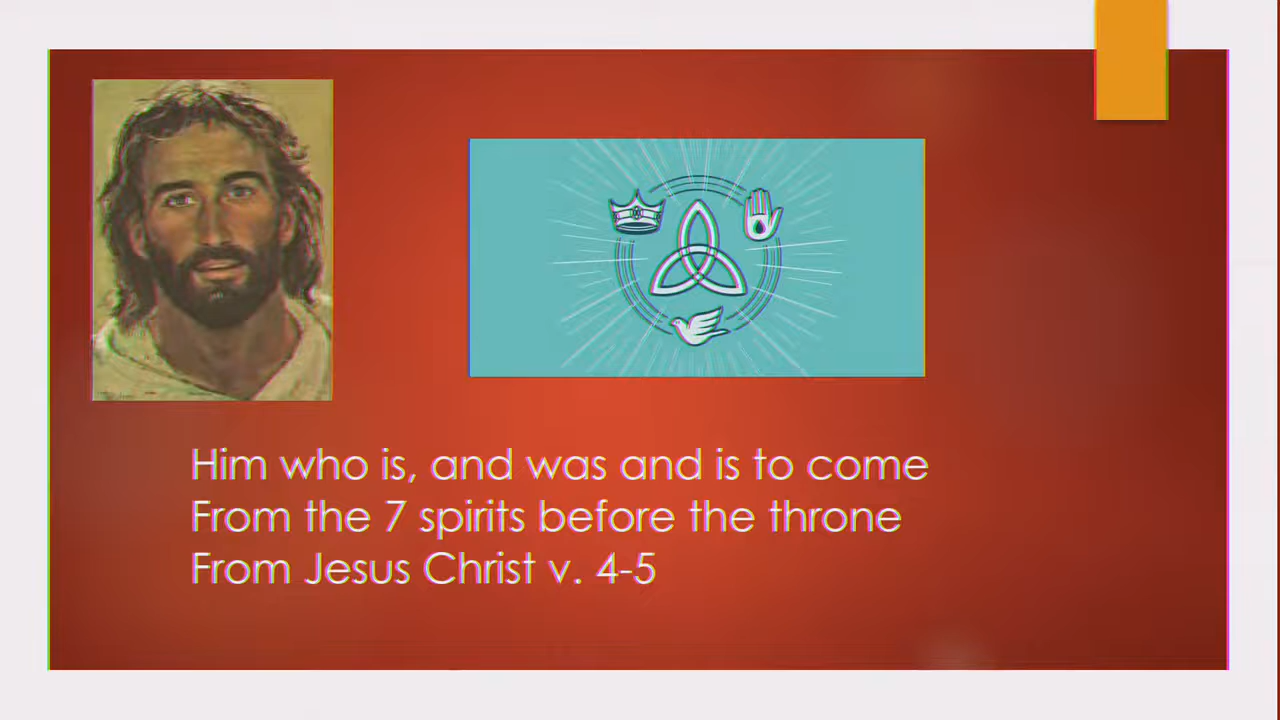 Him who is, and was and is to come
From the 7 spirits before the throne
From Jesus Christ v. 4-5